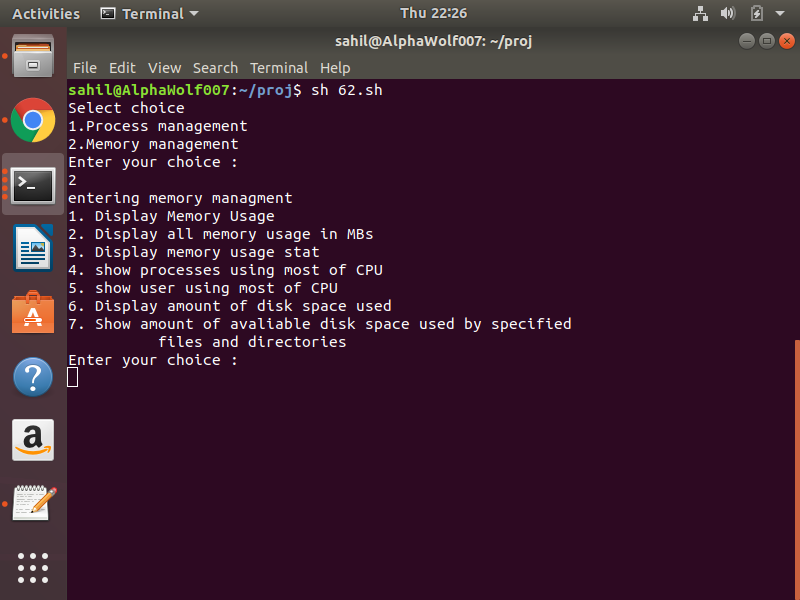 Activities Terminal Thu 22:26
sahil@AlphaWolf007: ~/proj
File Edit View Search Terminal Help
sahil@AlphaWolf007:~/proj$ sh 62.sh
Select choice
1.Process management
2.Memory management
Enter your choice :
2
entering memory managment
1. Display Memory Usage
2. Display all memory usage in MBs
3. Display memory usage stat
4. show processes using most of CPU
5. show user using most of CPU
6. Display amount of disk space used
7. Show amount of avaliable disk space used by specified
files and directories
Enter your choice :